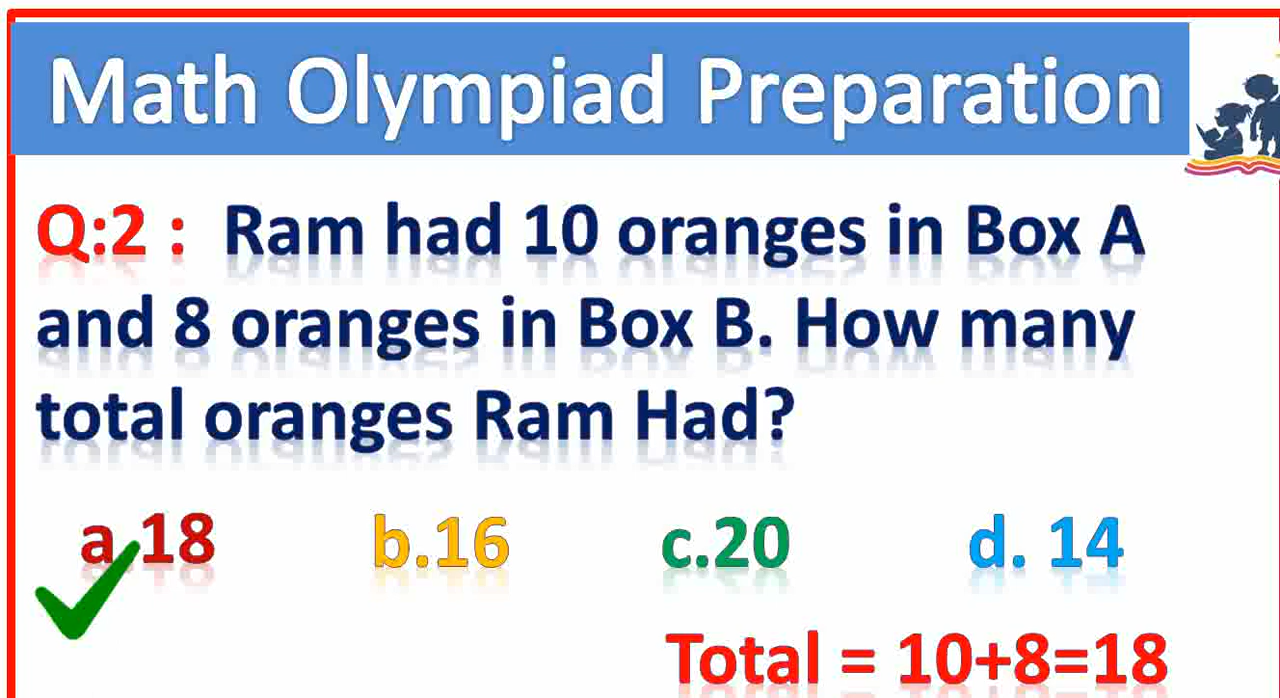 Math Olympiad Preparation
Q:2 : Ram had 10 oranges in Box A
and 8 oranges in Box B. How many
total oranges Ram Had?
a.18 b.16 c.20 d. 14
Total = 10+8=18